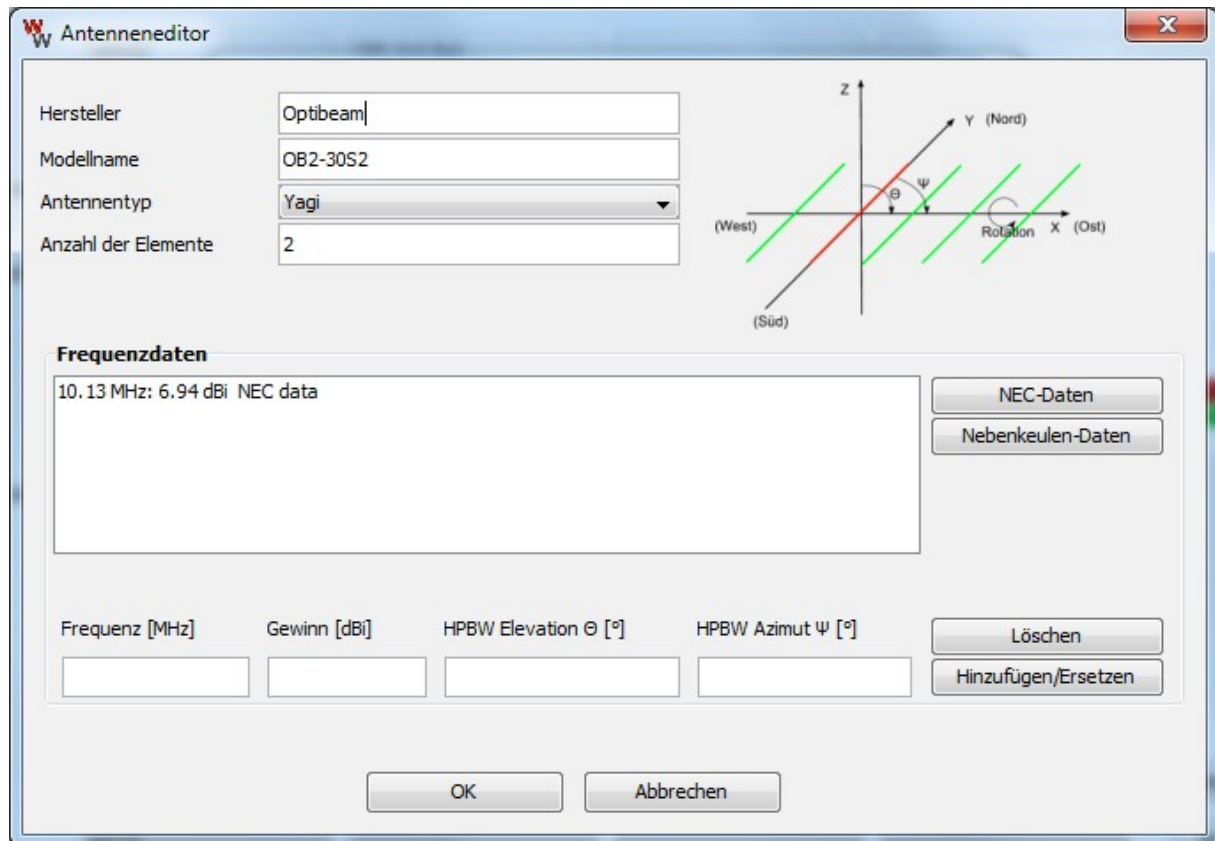 Antenneneditor
Hersteller
Optibeam
Modellname
OB2-30S2
Antennentyp
Yagi
Anzahl der Elemente
2
Z
Y (Nord)
Θ
Ψ
(West)
Rotation
X (Ost)
(Süd)
Frequenzdaten
10.13 MHz: 6.94 dBi NEC data
NEC-Daten
Nebenkeulen-Daten
Frequenz [MHz]
Gewinn [dBi]
HPBW Elevation Θ [°]
HPBW Azimut Ψ [°]
Löschen
Hinzufügen/Ersetzen
OK
Abbrechen